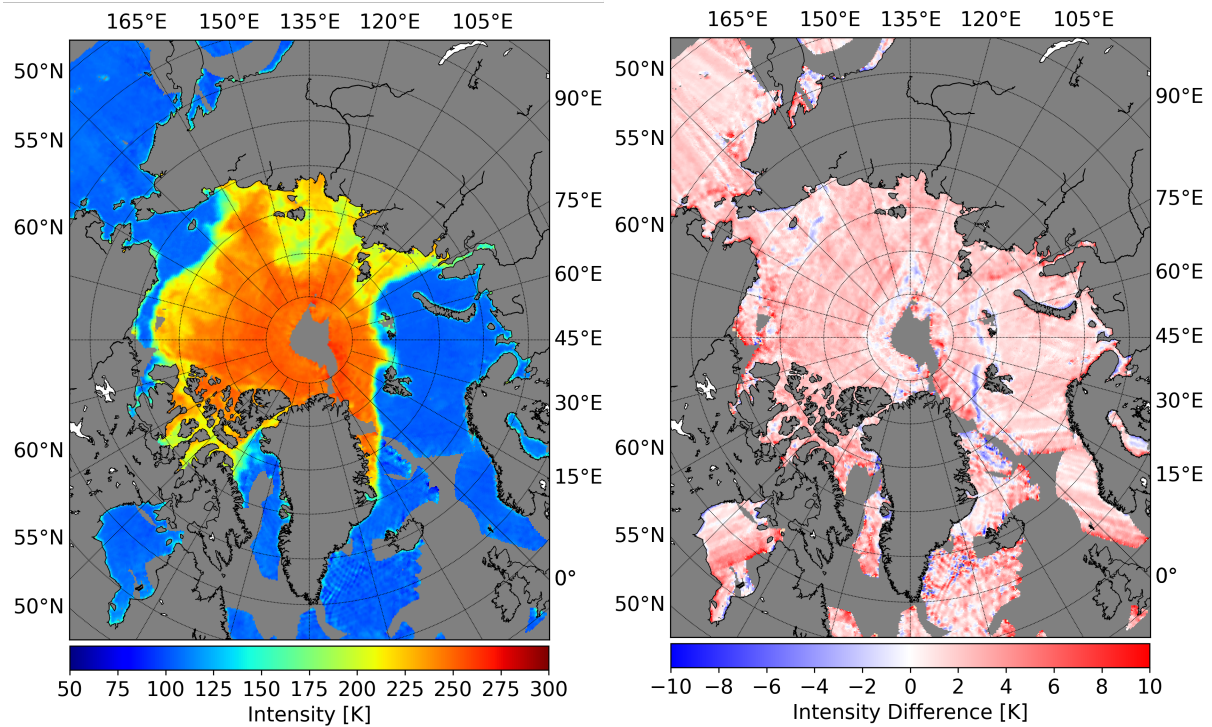 165°E 150°E 135°E 120°E 105°E
50°N
55°N
60°N
60°N
55°N
50°N
90°E
75°E
60°E
45°E
30°E
15°E
0°
50 75 100 125 150 175 200 225 250 275 300
Intensity [K]
165°E 150°E 135°E 120°E 105°E
50°N
55°N
60°N
60°N
55°N
50°N
90°E
75°E
60°E
45°E
30°E
15°E
0°
−10 −8 −6 −4 −2 0 2 4 6 8 10
Intensity Difference [K]